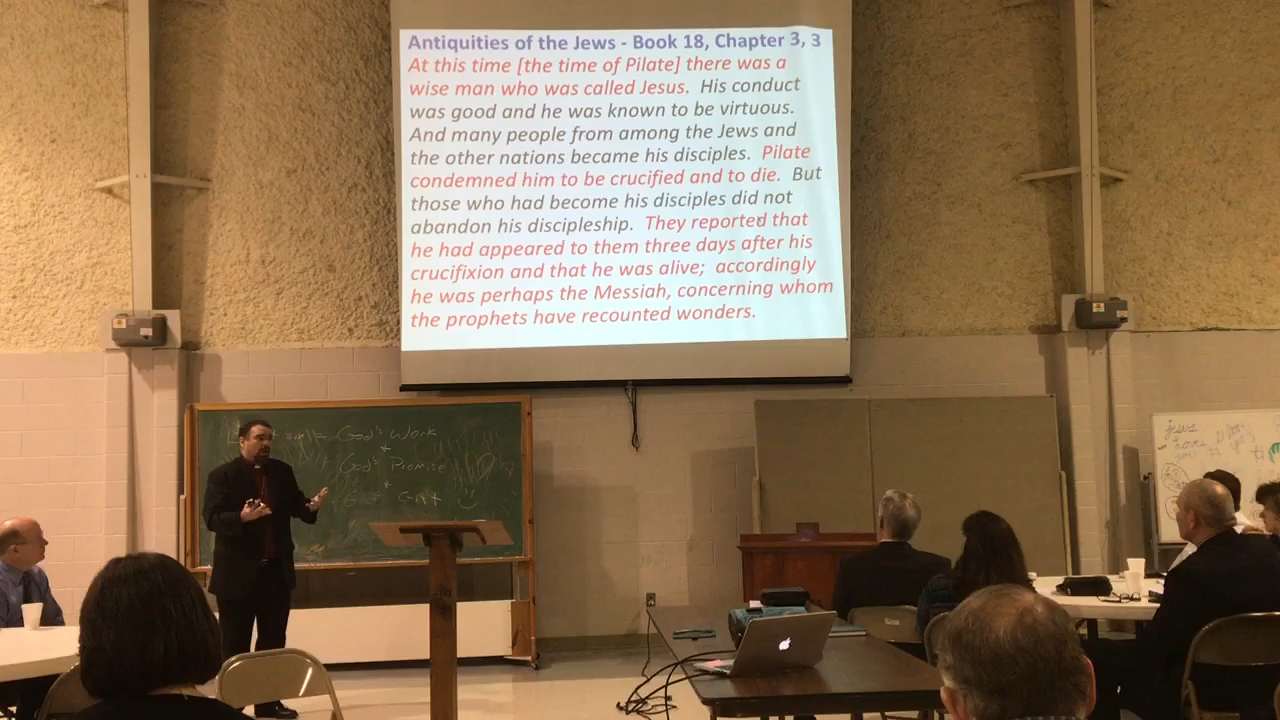 Antiquities of the Jews - Book 18, Chapter 3, 3
At this time [the time of Pilate] there was a
wise man who was called Jesus. His conduct
was good and he was known to be virtuous.
And many people from among the Jews and
the other nations became his disciples. Pilate
condemned him to be crucified and to die. But
those who had become his disciples did not
abandon his discipleship. They reported that
he had appeared to them three days after his
crucifixion and that he was alive; accordingly
he was perhaps the Messiah, concerning whom
the prophets have recounted wonders.
God's Work
+
God's Promise
+
Jesus
Loves
you